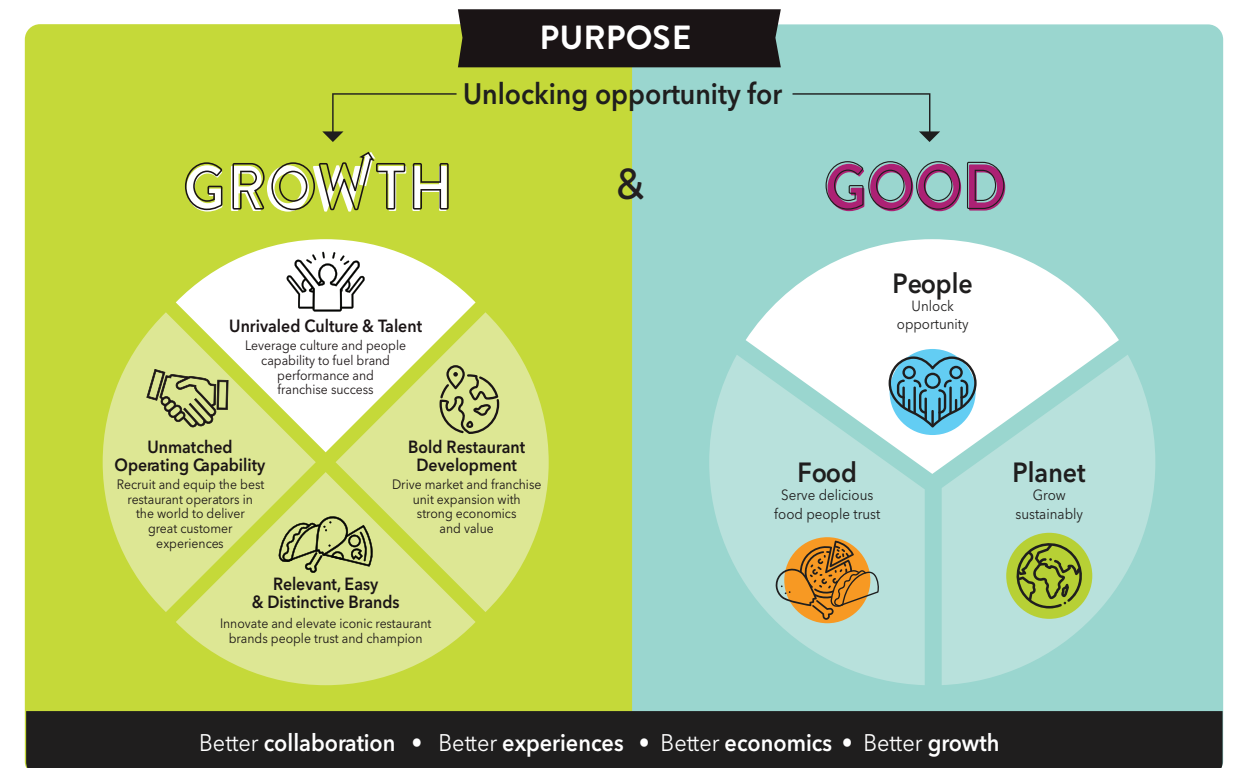 PURPOSE
Unlocking opportunity for
GROWTH
&
GOOD
Unrivaled Culture & Talent
Leverage culture and people
capability to fuel brand
performance and
franchise success
Unmatched
Operating Capability
Recruit and equip the best
restaurant operators in
the world to deliver
great customer
experiences
Bold Restaurant
Development
Drive market and franchise
unit expansion with
strong economics
and value
Relevant, Easy
& Distinctive Brands
Innovate and elevate iconic restaurant
brands people trust and champion
People
Unlock
opportunity
Food
Serve delicious
food people trust
Planet
Grow
sustainably
Better collaboration • Better experiences • Better economics • Better growth